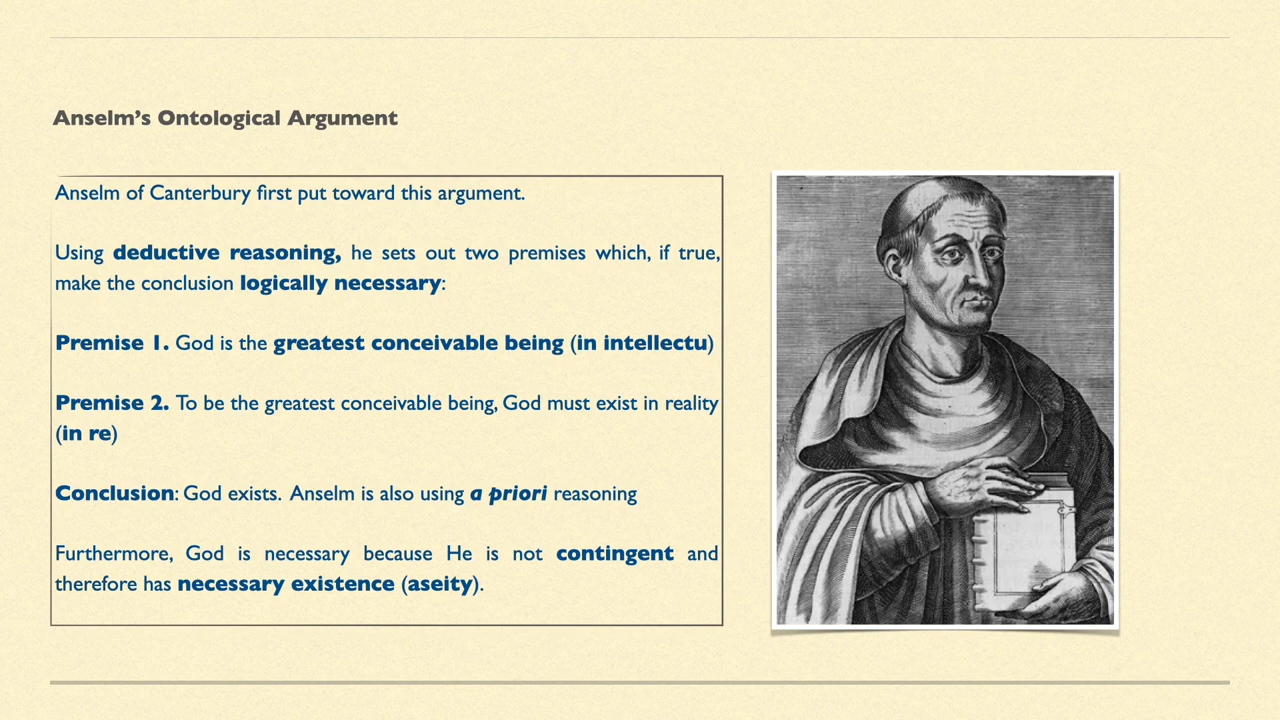 Anselm’s Ontological Argument
Anselm of Canterbury first put toward this argument.
Using deductive reasoning, he sets out two premises which, if true,
make the conclusion logically necessary:
Premise 1. God is the greatest conceivable being (in intellectu)
Premise 2. To be the greatest conceivable being, God must exist in reality
(in re)
Conclusion: God exists. Anselm is also using a priori reasoning
Furthermore, God is necessary because He is not contingent and
therefore has necessary existence (aseity).